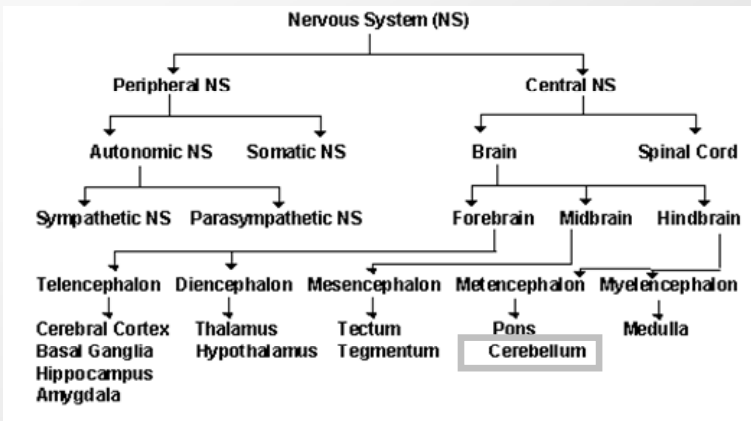 Nervous System (NS)
Peripheral NS Central NS
Autonomic NS Somatic NS Brain Spinal Cord
Sympathetic NS Parasympathetic NS Forebrain Midbrain Hindbrain
Telencephalon Diencephalon Mesencephalon Metencephalon Myelencephalon
Cerebral Cortex Thalamus Tectum Pons Medulla
Basal Ganglia Hypothalamus Tegmentum Cerebellum
Hippocampus
Amygdala